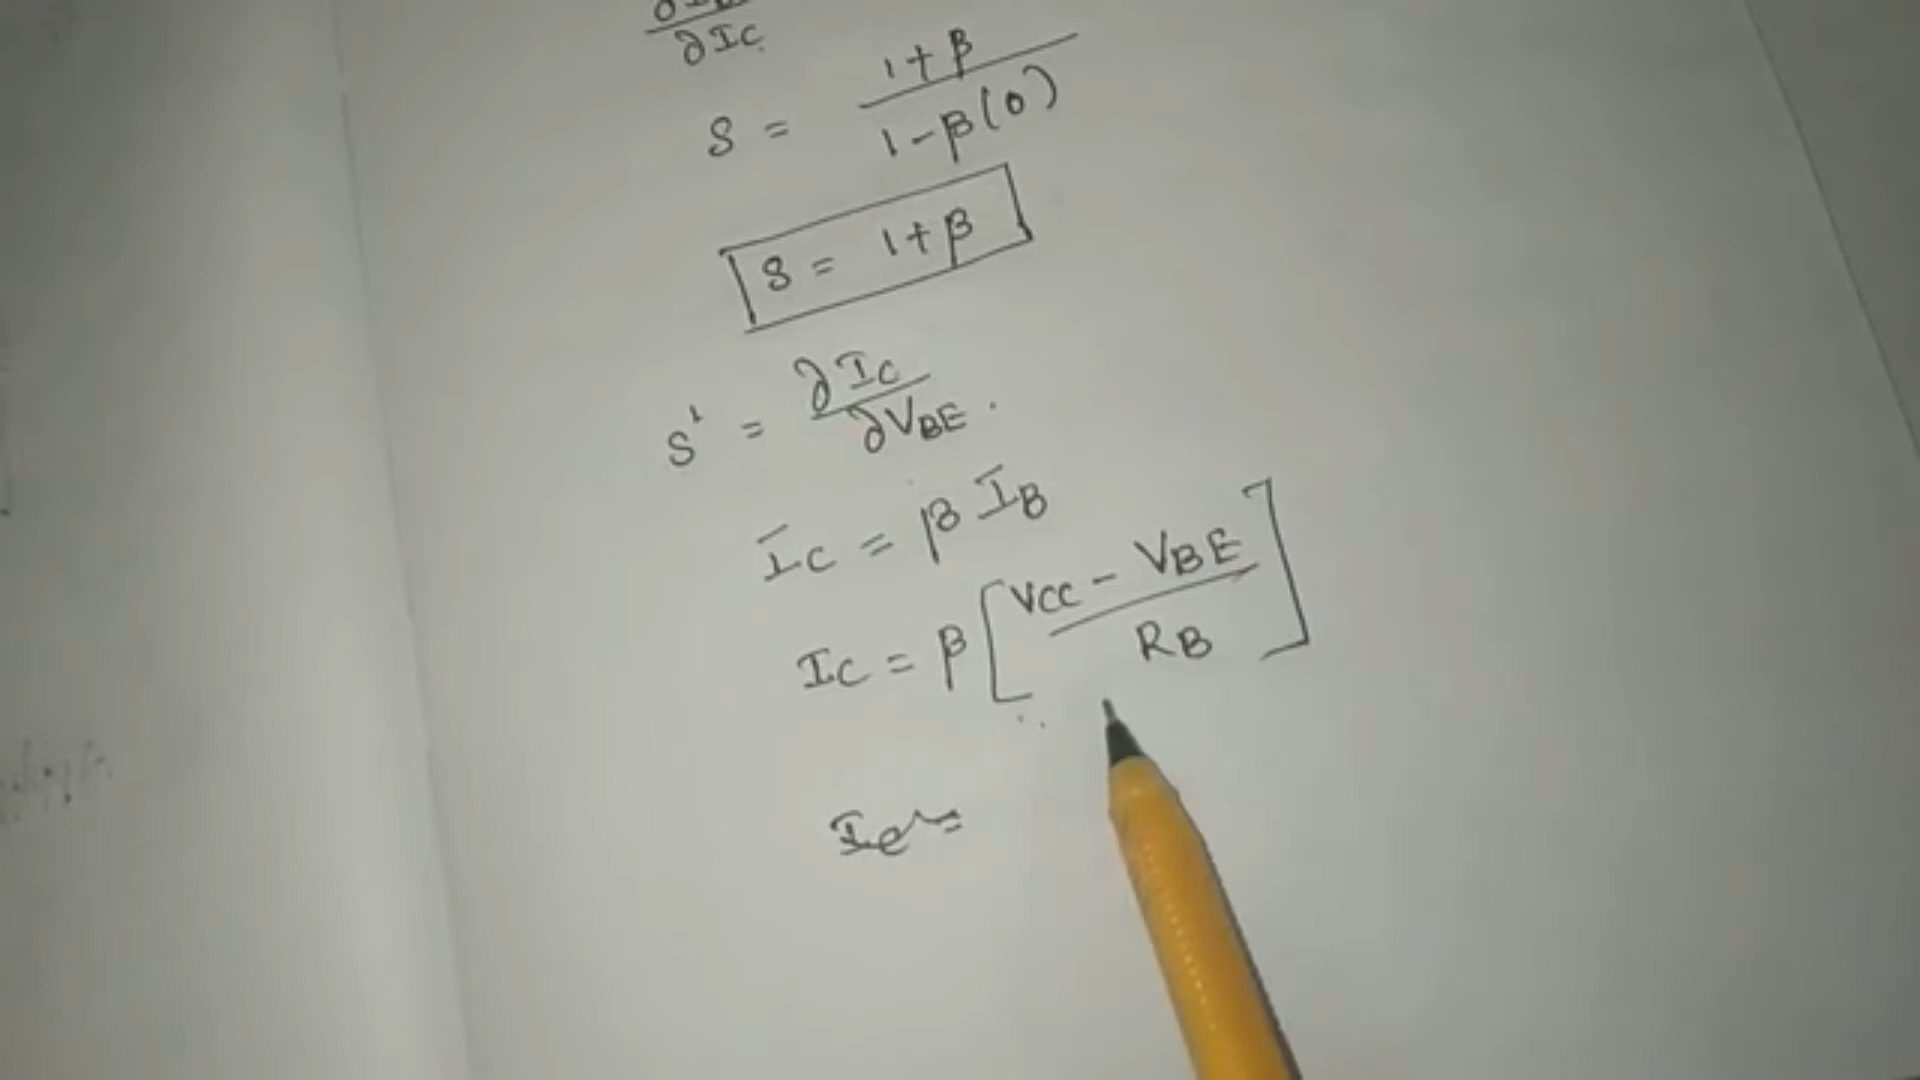 ∂IC
S = 1+β / 1-β(0)
S = 1+β
S' = ∂IC / ∂VBE .
IC = β IB
IC = β [ VCC - VBE / RB ]